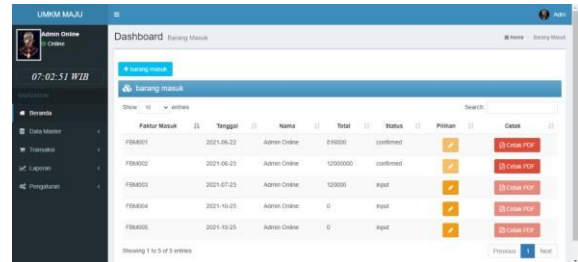 UMKM MAJU
Adn
Admin Online
Online
Dashboard Barang Masuk
Home Barang Masuk
07:02:51 WIB
+ barang masuk
barang masuk
Beranda
Show 10 entries Search:
Data Master
Faktur Masuk Tanggal Nama Total Status Pilihan Cetak
Transaksi
FBM001 2021-06-22 Admin Online 516000 confirmed Cetak PDF
Laporan
FBM002 2021-06-23 Admin Online 12000000 confirmed Cetak PDF
Pengaturan
FBM003 2021-07-23 Admin Online 120000 input Cetak PDF
FBM004 2021-10-25 Admin Online 0 input Cetak PDF
FBM005 2021-10-25 Admin Online 0 input Cetak PDF
Showing 1 to 5 of 5 entries Previous 1 Next